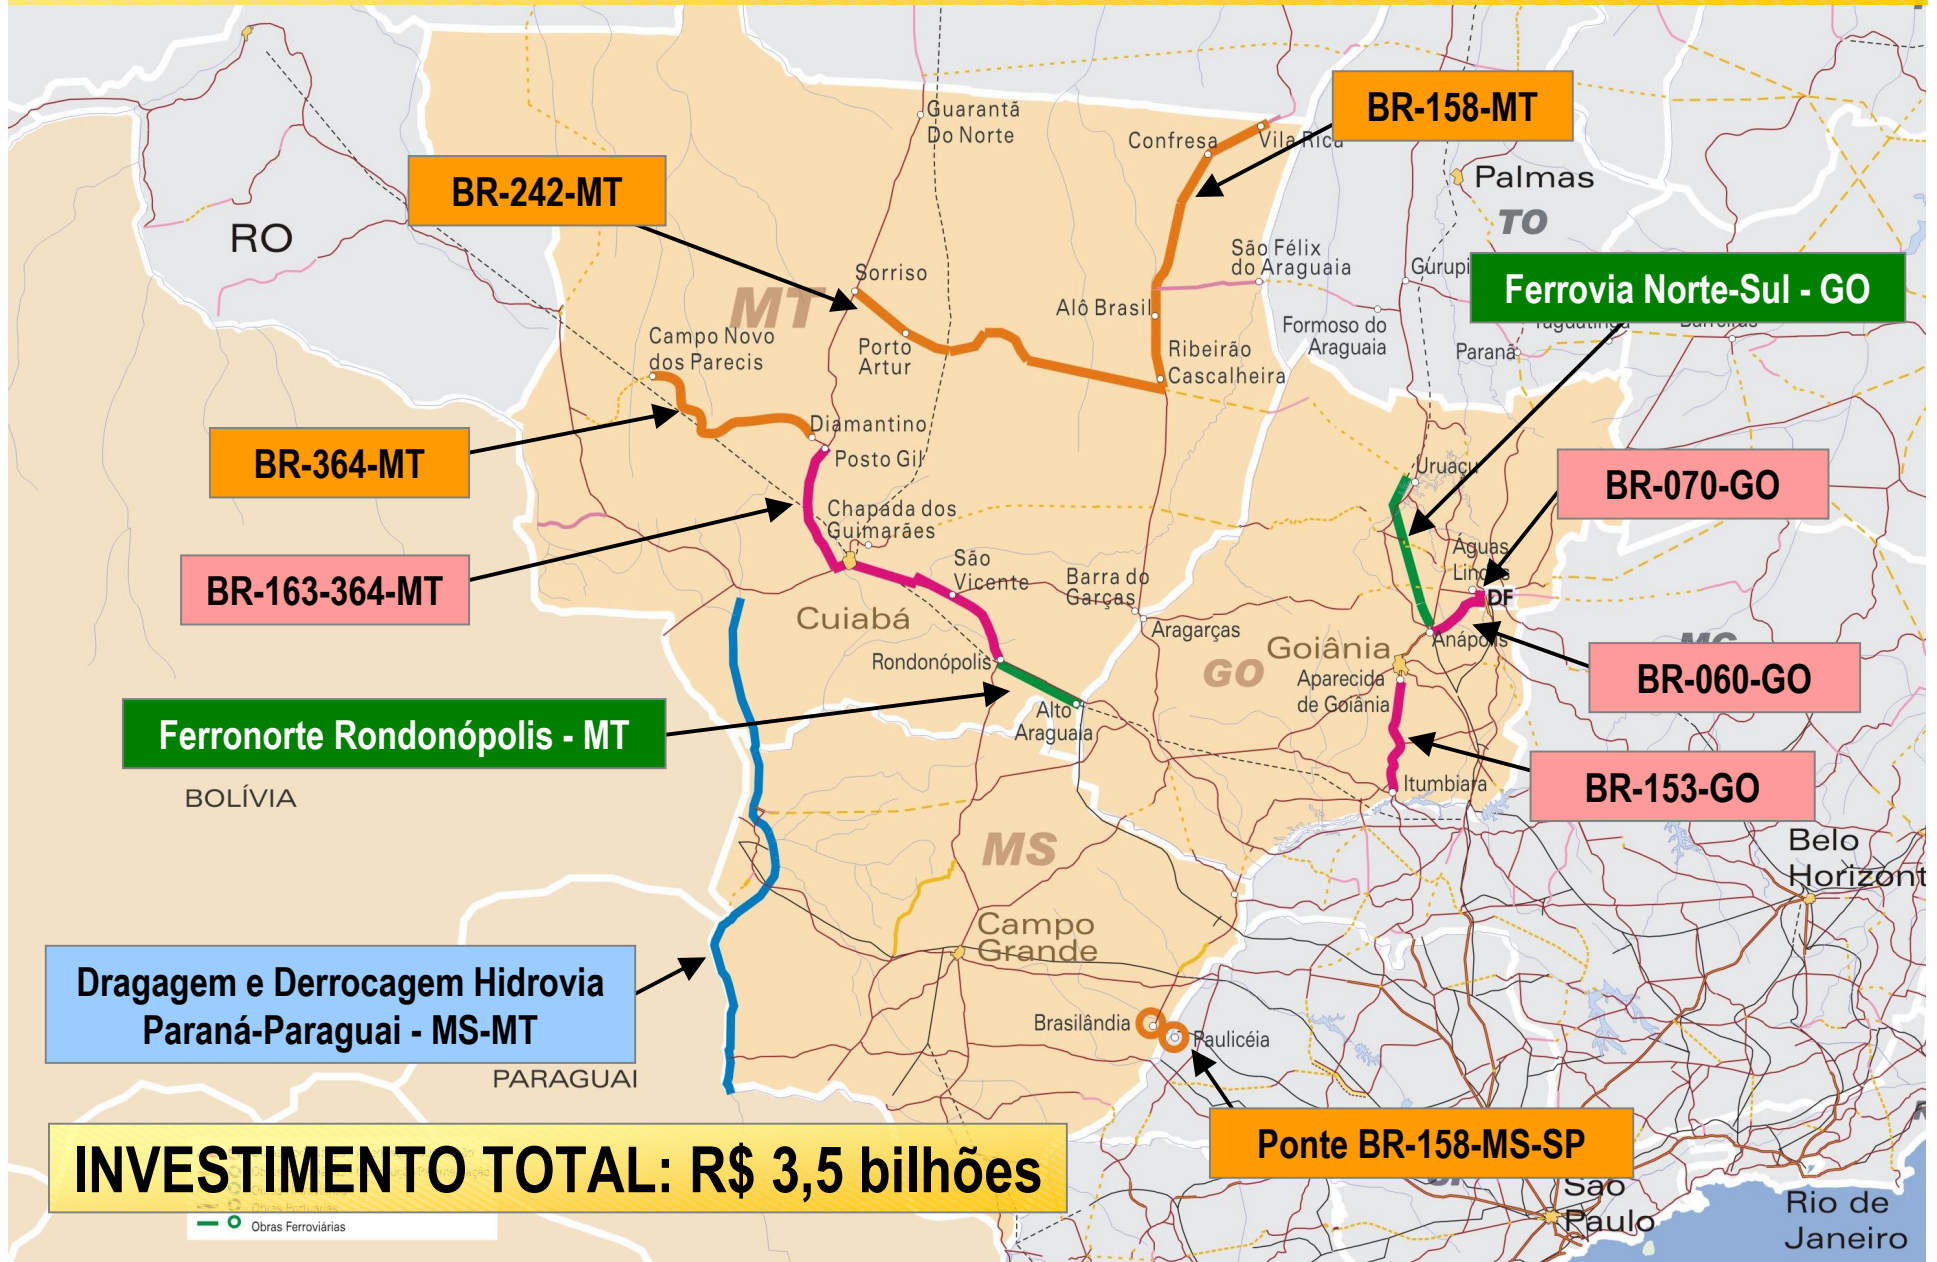 Guarantã
Do Norte
BR-158-MT
Confresa
Vila Rica
BR-242-MT
Palmas
TO
RO
São Félix
do Araguaia
Gurupi
Sorriso
MT
Ferrovia Norte-Sul - GO
Alô Brasil
Campo Novo
dos Parecis
Porto
Artur
Formoso do
Araguaia
Paranã
Ribeirão
Cascalheira
Diamantino
Posto Gil
BR-364-MT
Uruaçu
BR-070-GO
Chapada dos
Guimarães
Águas
Lindas
São
Vicente
Barra do
Garças
BR-163-364-MT
DF
Cuiabá
Aragarças
Anápolis
Goiânia
MG
Rondonópolis
GO
Aparecida
de Goiânia
BR-060-GO
Ferronorte Rondonópolis - MT
Alto
Araguaia
BR-153-GO
Itumbiara
BOLÍVIA
MS
Belo
Horizont
Campo
Grande
Dragagem e Derrocagem Hidrovia
Paraná-Paraguai - MS-MT
Brasilândia
Paulicéia
PARAGUAI
Ponte BR-158-MS-SP
INVESTIMENTO TOTAL: R$ 3,5 bilhões
Obras Portuárias
Obras Ferroviárias
São
Paulo
Rio de
Janeiro